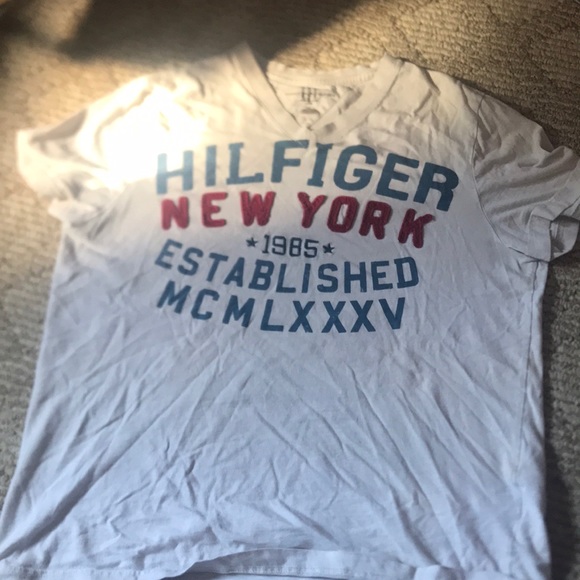 HILFIGER
NEW YORK
★1985★
ESTABLISHED
MCMLXXXV